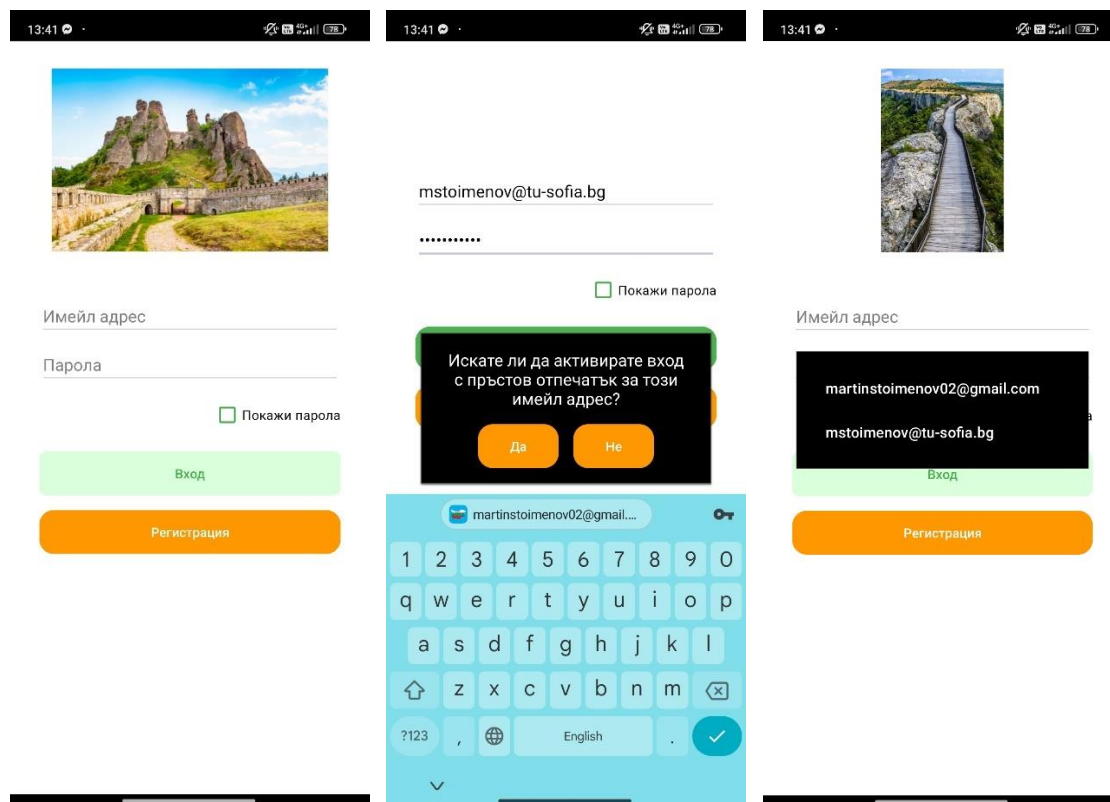 13:41
78
Имейл адрес
Парола
Покажи парола
Вход
Регистрация
13:41
78
mstoimenov@tu-sofia.bg
•••••••••••
Покажи парола
Искате ли да активирате вход
с пръстов отпечатък за този
имейл адрес?
Да Не
martinstoimenov02@gmail....
1 2 3 4 5 6 7 8 9 0
q w e r t y u i o p
a s d f g h j k l
z x c v b n m
?123 , English .
13:41
78
Имейл адрес
martinstoimenov02@gmail.com
mstoimenov@tu-sofia.bg
Вход
Регистрация